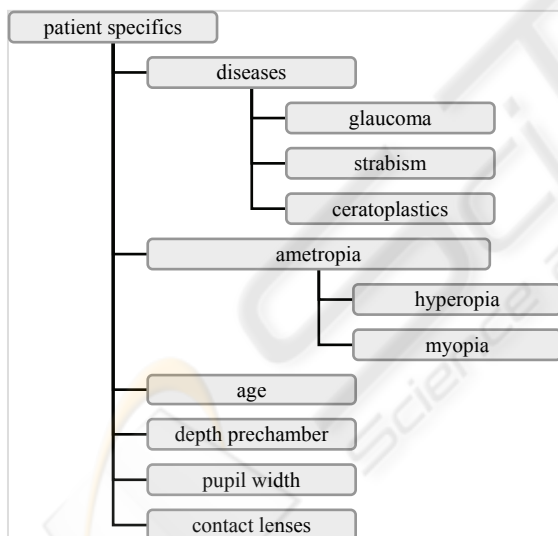 patient specifics
diseases
glaucoma
strabism
ceratoplastics
ametropia
hyperopia
myopia
age
depth prechamber
pupil width
contact lenses